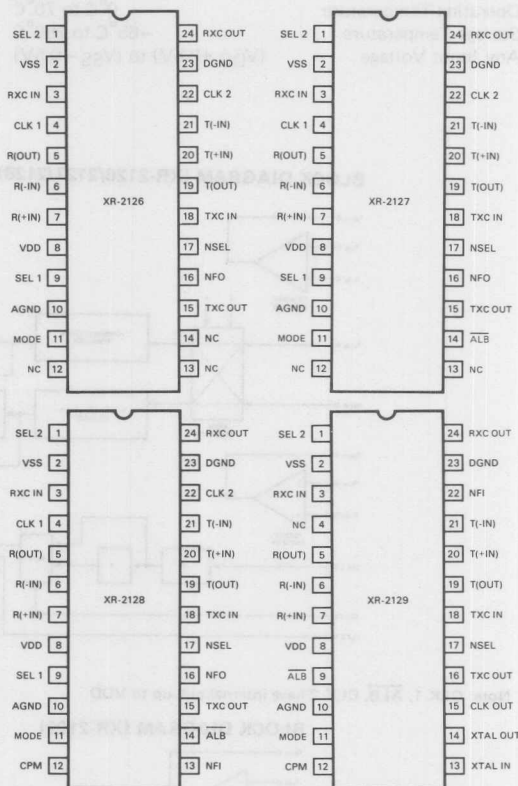 SEL 2 1 24 RXC OUT
VSS 2 23 DGND
RXC IN 3 22 CLK 2
CLK 1 4 21 T(-IN)
R(OUT) 5 20 T(+IN)
R(-IN) 6 19 T(OUT)
R(+IN) 7 18 TXC IN
XR-2126
VDD 8 17 NSEL
SEL 1 9 16 NFO
AGND 10 15 TXC OUT
MODE 11 14 NC
NC 12 13 NC
SEL 2 1 24 RXC OUT
VSS 2 23 DGND
RXC IN 3 22 CLK 2
CLK 1 4 21 T(-IN)
R(OUT) 5 20 T(+IN)
R(-IN) 6 19 T(OUT)
R(+IN) 7 18 TXC IN
XR-2127
VDD 8 17 NSEL
SEL 1 9 16 NFO
AGND 10 15 TXC OUT
MODE 11 14 A̅L̅B̅
NC 12 13 NC
SEL 2 1 24 RXC OUT
VSS 2 23 DGND
RXC IN 3 22 CLK 2
CLK 1 4 21 T(-IN)
R(OUT) 5 20 T(+IN)
R(-IN) 6 19 T(OUT)
R(+IN) 7 18 TXC IN
XR-2128
VDD 8 17 NSEL
SEL 1 9 16 NFO
AGND 10 15 TXC OUT
MODE 11 14 A̅L̅B̅
CPM 12 13 NFI
SEL 2 1 24 RXC OUT
VSS 2 23 DGND
RXC IN 3 22 NFI
NC 4 21 T(-IN)
R(OUT) 5 20 T(+IN)
R(-IN) 6 19 T(OUT)
R(+IN) 7 18 TXC IN
XR-2129
VDD 8 17 NSEL
A̅L̅B̅ 9 16 TXC OUT
AGND 10 15 CLK OUT
MODE 11 14 XTAL OUT
CPM 12 13 XTAL IN